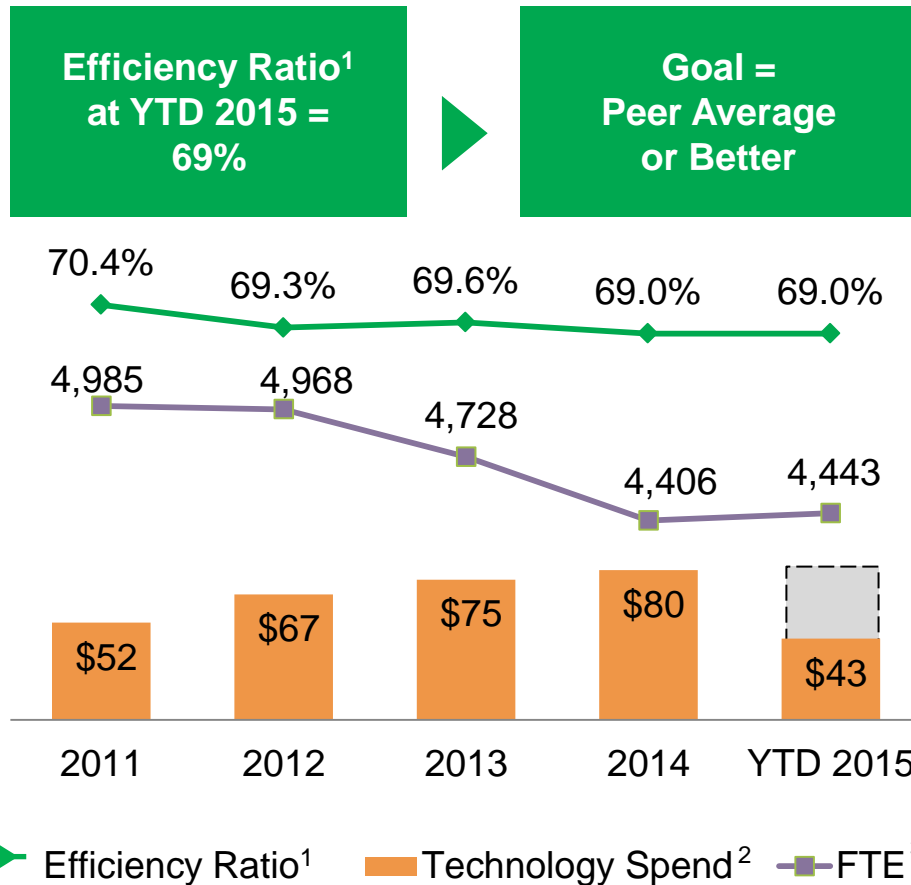 Efficiency Ratio¹
at YTD 2015 =
69%
Goal =
Peer Average
or Better
70.4%
69.3%
69.6%
69.0%
69.0%
4,985
4,968
4,728
4,406
4,443
$52
$67
$75
$80
$43
2011
2012
2013
2014
YTD 2015
Efficiency Ratio¹
Technology Spend²
FTE